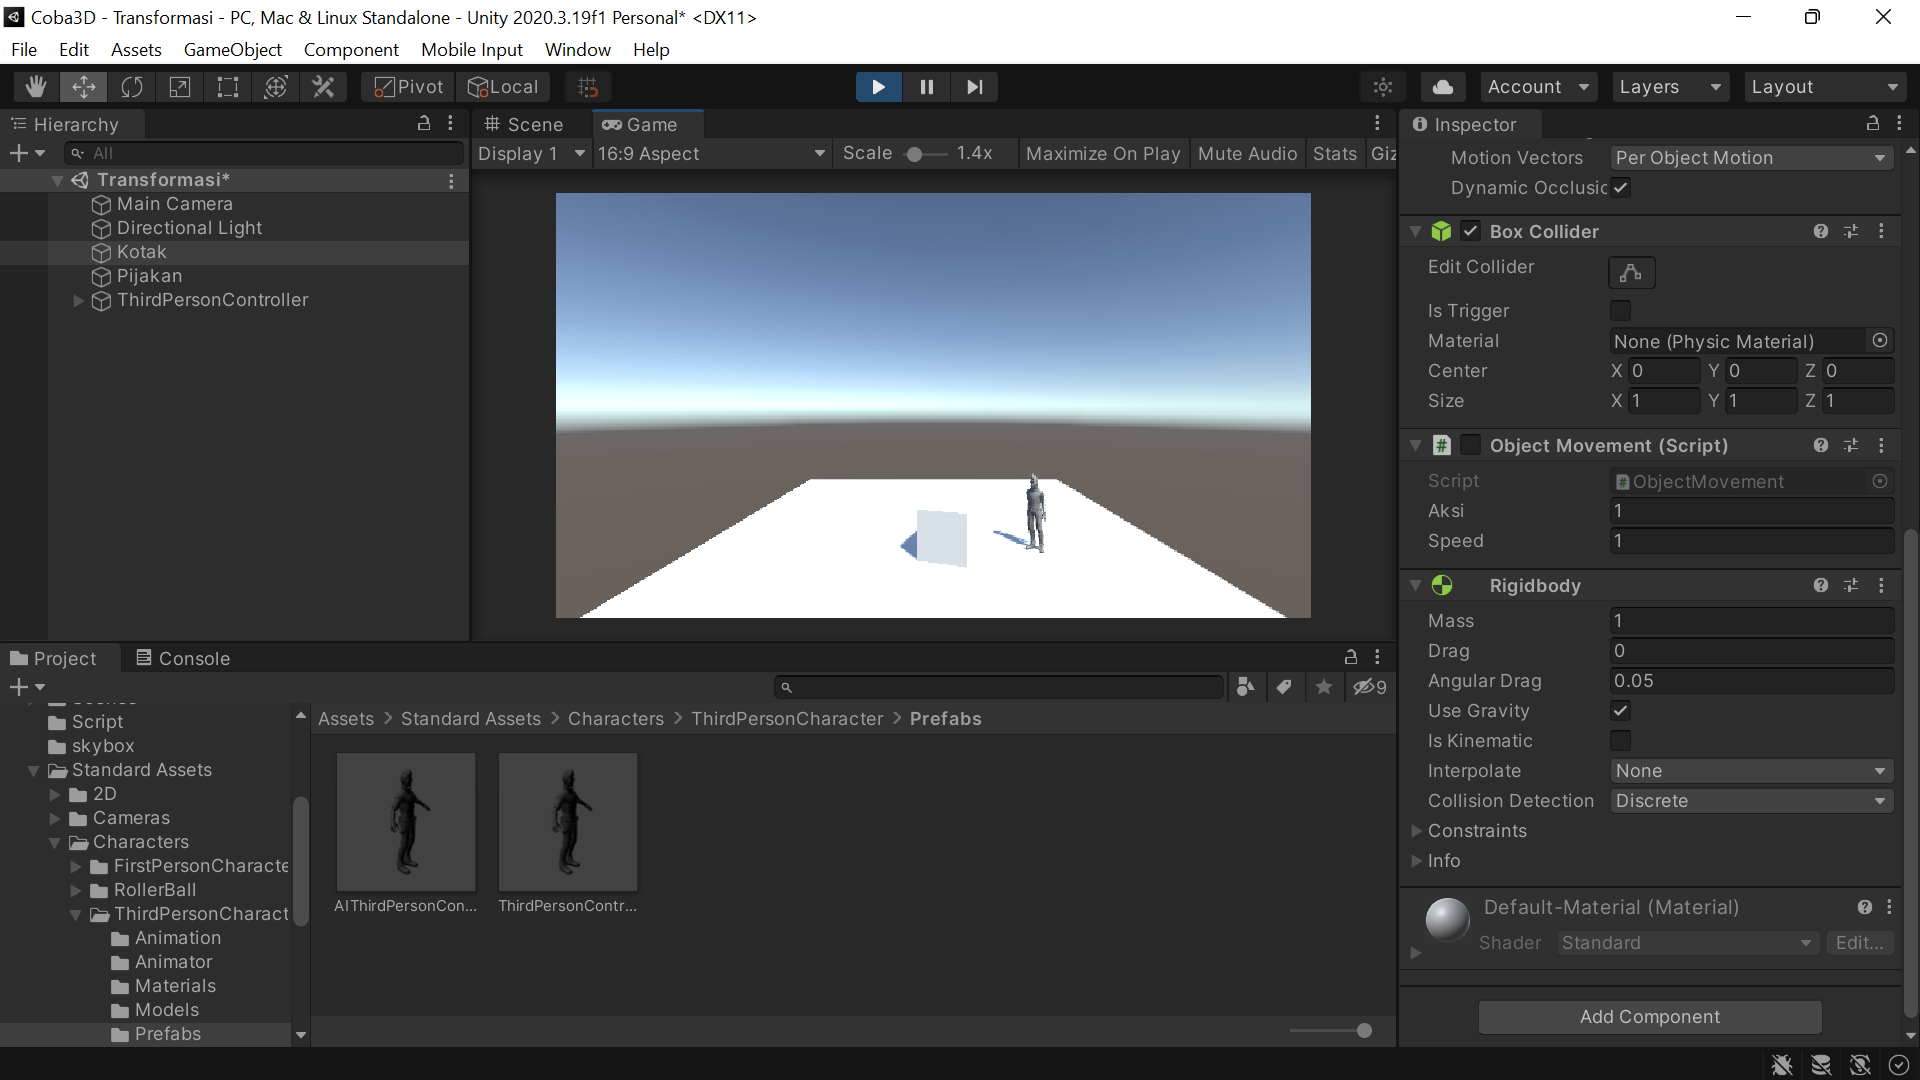 Coba3D - Transformasi - PC, Mac & Linux Standalone - Unity 2020.3.19f1 Personal* <DX11>
File Edit Assets GameObject Component Mobile Input Window Help
Pivot Local Account Layers Layout
Hierarchy
All
Transformasi*
Main Camera
Directional Light
Kotak
Pijakan
ThirdPersonController
Scene Game
Display 1 16:9 Aspect Scale 1.4x Maximize On Play Mute Audio Stats Giz
Inspector
Motion Vectors Per Object Motion
Dynamic Occlusic
Box Collider
Edit Collider
Is Trigger
Material None (Physic Material)
Center X 0 Y 0 Z 0
Size X 1 Y 1 Z 1
# Object Movement (Script)
Script # ObjectMovement
Aksi 1
Speed 1
Rigidbody
Mass 1
Drag 0
Angular Drag 0.05
Use Gravity
Is Kinematic
Interpolate None
Collision Detection Discrete
Constraints
Info
Default-Material (Material)
Shader Standard Edit...
Add Component
Project Console
9
Script
skybox
Standard Assets
2D
Cameras
Characters
FirstPersonCharacte
RollerBall
ThirdPersonCharact
Animation
Animator
Materials
Models
Prefabs
Assets > Standard Assets > Characters > ThirdPersonCharacter > Prefabs
AIThirdPersonCon... ThirdPersonContr...